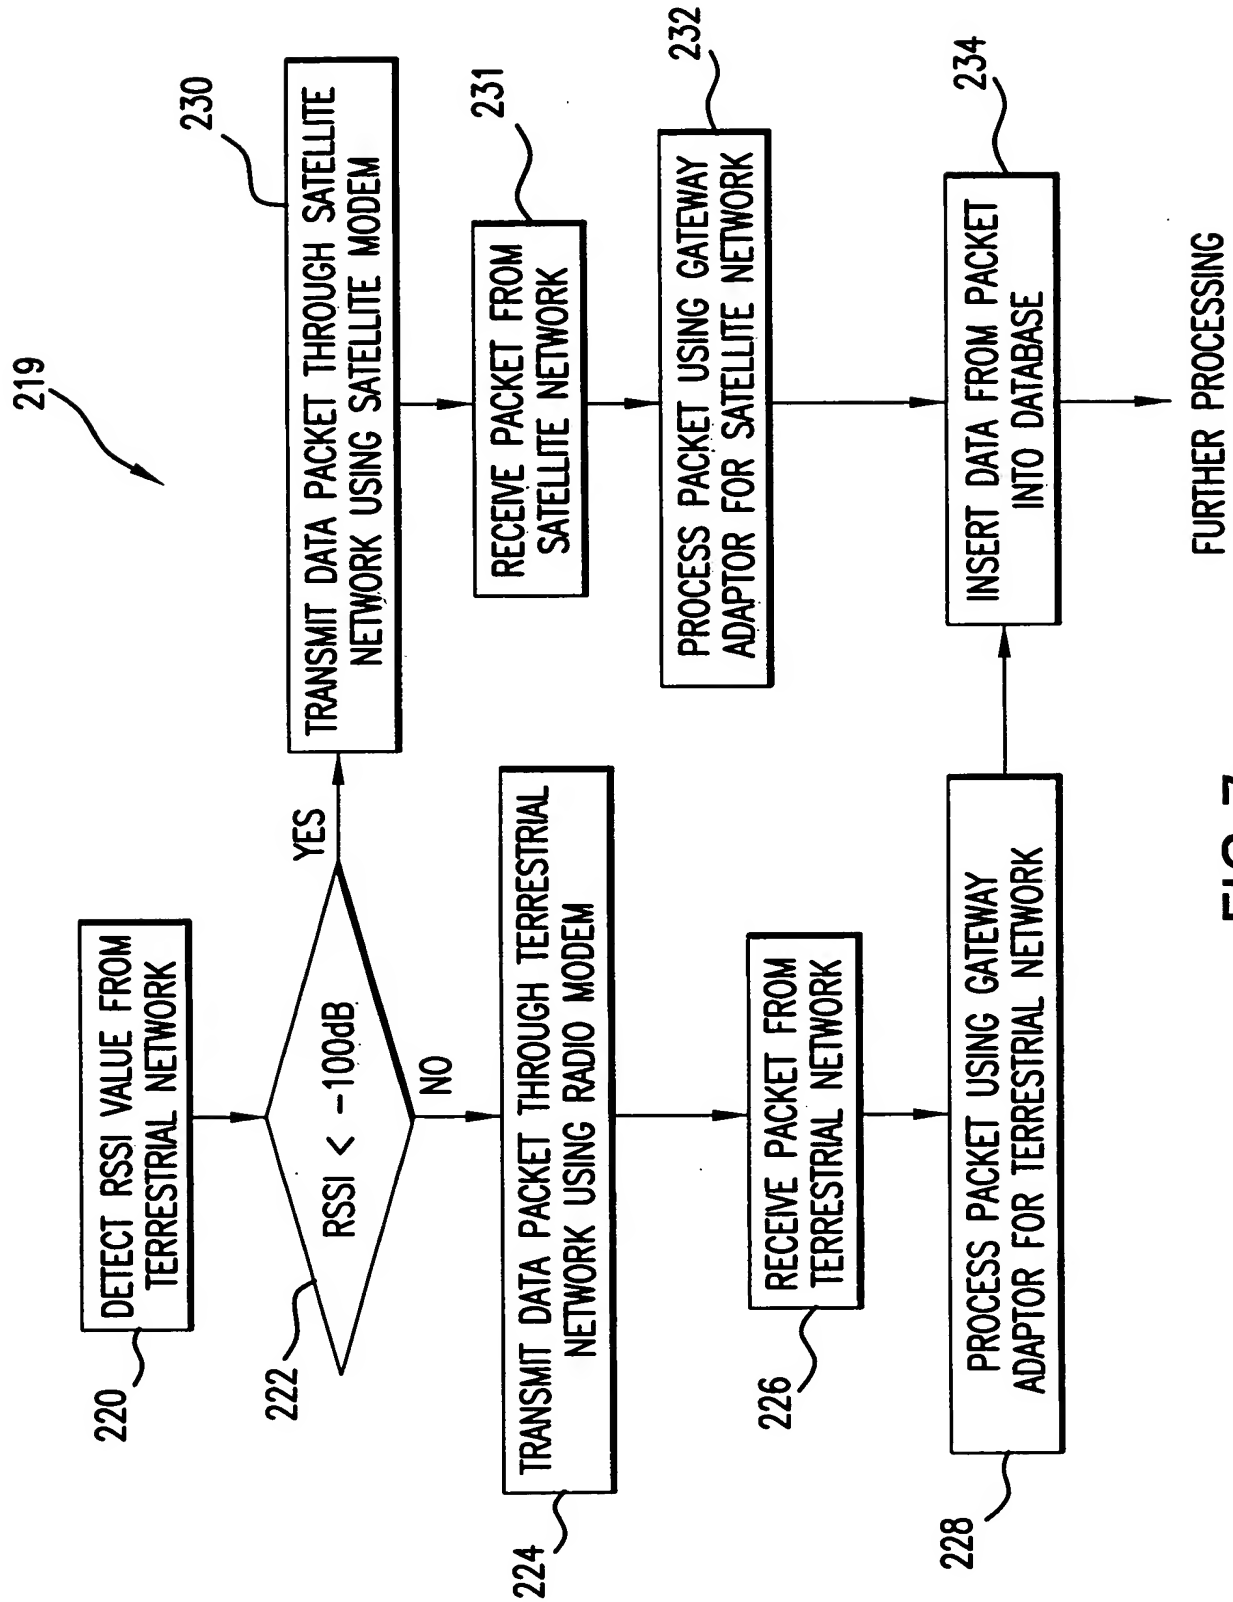 219
220
DETECT RSSI VALUE FROM
TERRESTRIAL NETWORK
222
RSSI < -100dB
YES
NO
230
TRANSMIT DATA PACKET THROUGH SATELLITE
NETWORK USING SATELLITE MODEM
224
TRANSMIT DATA PACKET THROUGH TERRESTRIAL
NETWORK USING RADIO MODEM
231
RECEIVE PACKET FROM
SATELLITE NETWORK
226
RECEIVE PACKET FROM
TERRESTRIAL NETWORK
232
PROCESS PACKET USING GATEWAY
ADAPTOR FOR SATELLITE NETWORK
228
PROCESS PACKET USING GATEWAY
ADAPTOR FOR TERRESTRIAL NETWORK
234
INSERT DATA FROM PACKET
INTO DATABASE
FURTHER PROCESSING